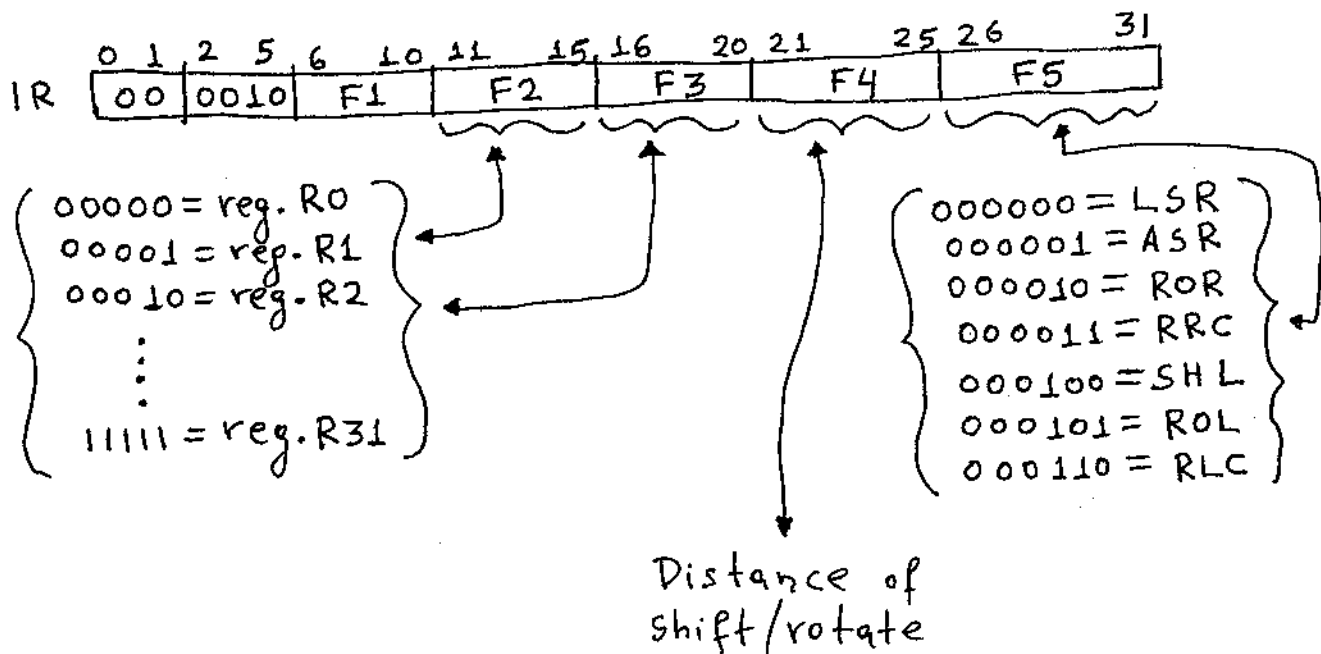 0 1 2 5 6 10 11 15 16 20 21 25 26 31
IR 00 0010 F1 F2 F3 F4 F5
00000 = reg. R0
00001 = reg. R1
00010 = reg. R2
11111 = reg. R31
000000 = LSR
000001 = ASR
000010 = ROR
000011 = RRC
000100 = SHL
000101 = ROL
000110 = RLC
Distance of
shift/rotate